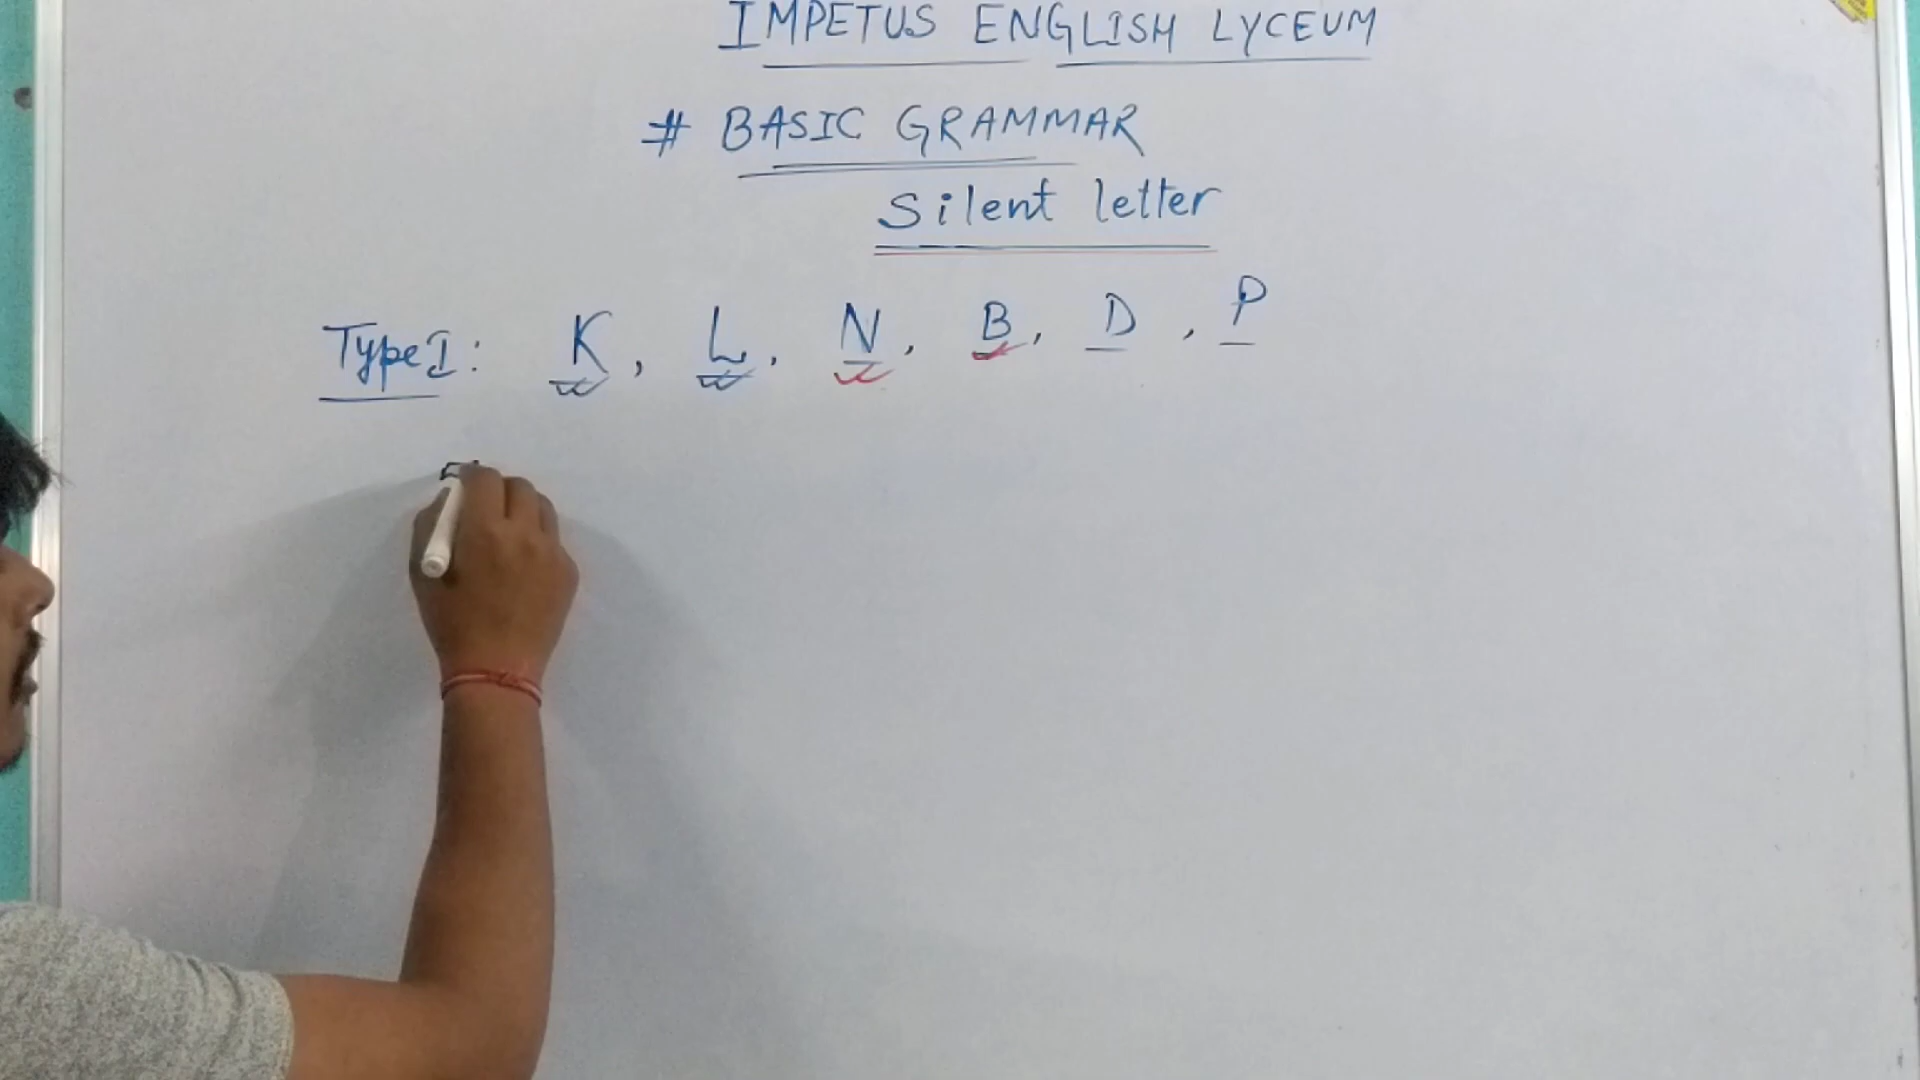 IMPETUS ENGLISH LYCEUM
# BASIC GRAMMAR
Silent letter
Type I: K, L, N, B, D, P